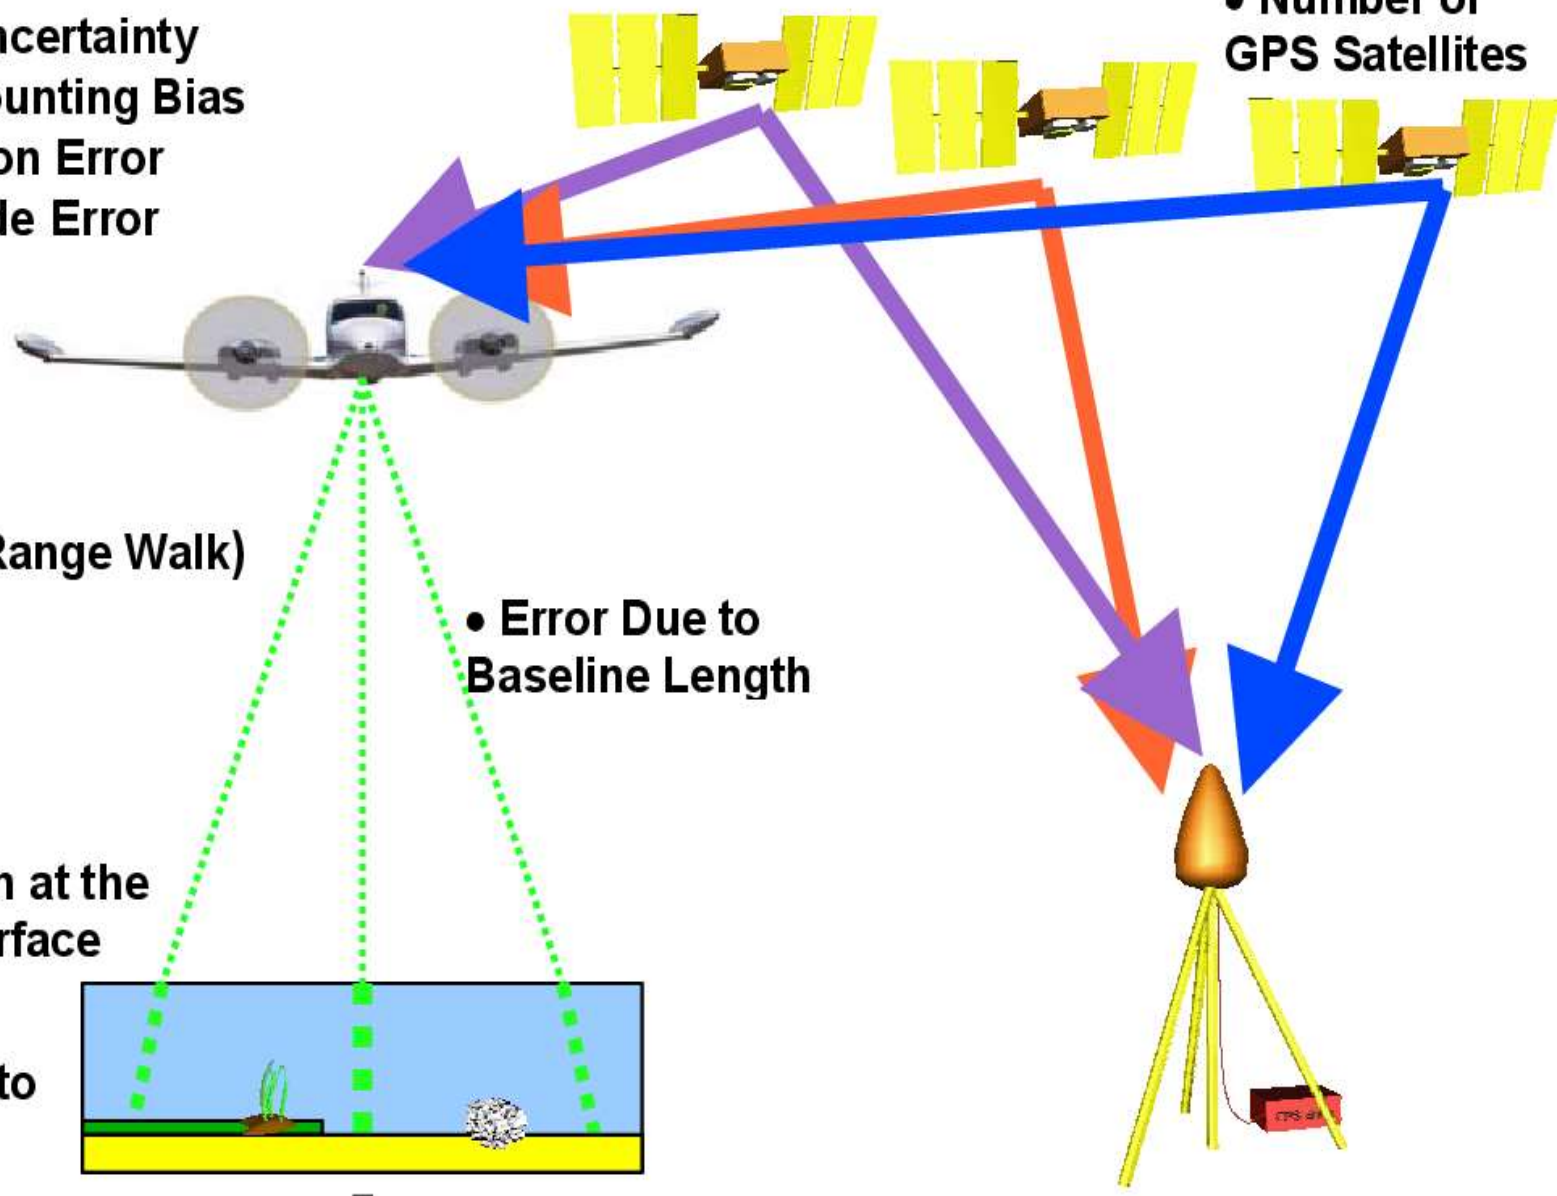 ncertainty
ounting Bias
on Error
le Error
• Number of
GPS Satellites
Range Walk)
• Error Due to
Baseline Length
n at the
rface
to